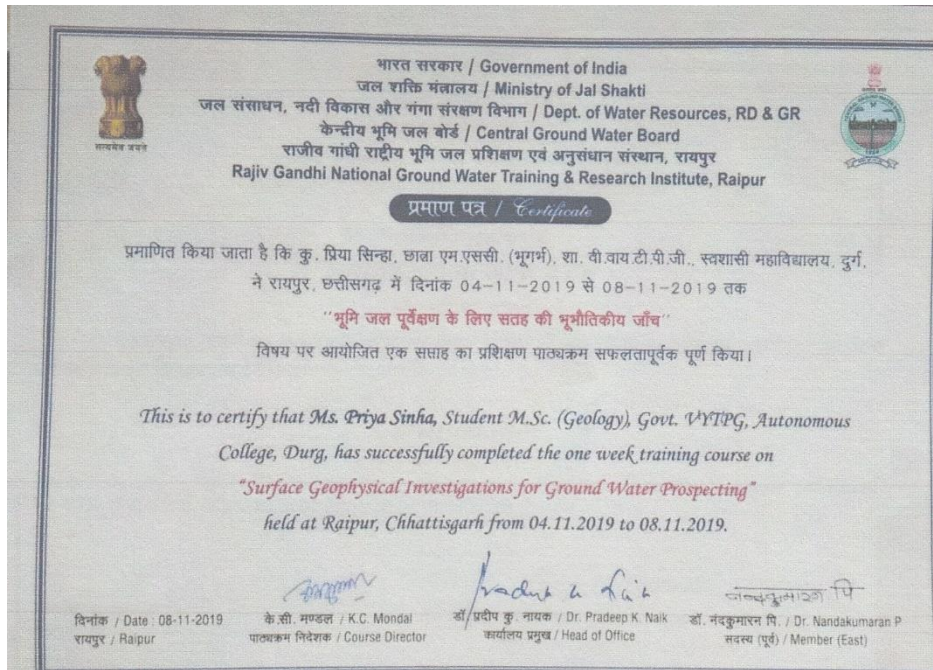 सत्यमेव जयते
भारत सरकार / Government of India
जल शक्ति मंत्रालय / Ministry of Jal Shakti
जल संसाधन, नदी विकास और गंगा संरक्षण विभाग / Dept. of Water Resources, RD & GR
केन्द्रीय भूमि जल बोर्ड / Central Ground Water Board
राजीव गांधी राष्ट्रीय भूमि जल प्रशिक्षण एवं अनुसंधान संस्थान, रायपुर
Rajiv Gandhi National Ground Water Training & Research Institute, Raipur
प्रमाण पत्र / Certificate
प्रमाणित किया जाता है कि कु. प्रिया सिन्हा, छात्रा एम.एससी. (भूगर्भ), शा. वी.वाय.टी.पी.जी., स्वशासी महाविद्यालय, दुर्ग,
ने रायपुर, छत्तीसगढ़ में दिनांक 04-11-2019 से 08-11-2019 तक
"भूमि जल पूर्वेक्षण के लिए सतह की भूभौतिकीय जाँच"
विषय पर आयोजित एक सप्ताह का प्रशिक्षण पाठ्यक्रम सफलतापूर्वक पूर्ण किया।
This is to certify that Ms. Priya Sinha, Student M.Sc. (Geology), Govt. VYTPG, Autonomous
College, Durg, has successfully completed the one week training course on
"Surface Geophysical Investigations for Ground Water Prospecting"
held at Raipur, Chhattisgarh from 04.11.2019 to 08.11.2019.
Pradeep K Naik
नन्दकुमारन पि
दिनांक / Date : 08-11-2019
रायपुर / Raipur
के.सी. मण्डल / K.C. Mondal
पाठ्यक्रम निदेशक / Course Director
डॉ. प्रदीप कु. नायक / Dr. Pradeep K. Naik
कार्यालय प्रमुख / Head of Office
डॉ. नंदकुमारन पि. / Dr. Nandakumaran P
सदस्य (पूर्व) / Member (East)